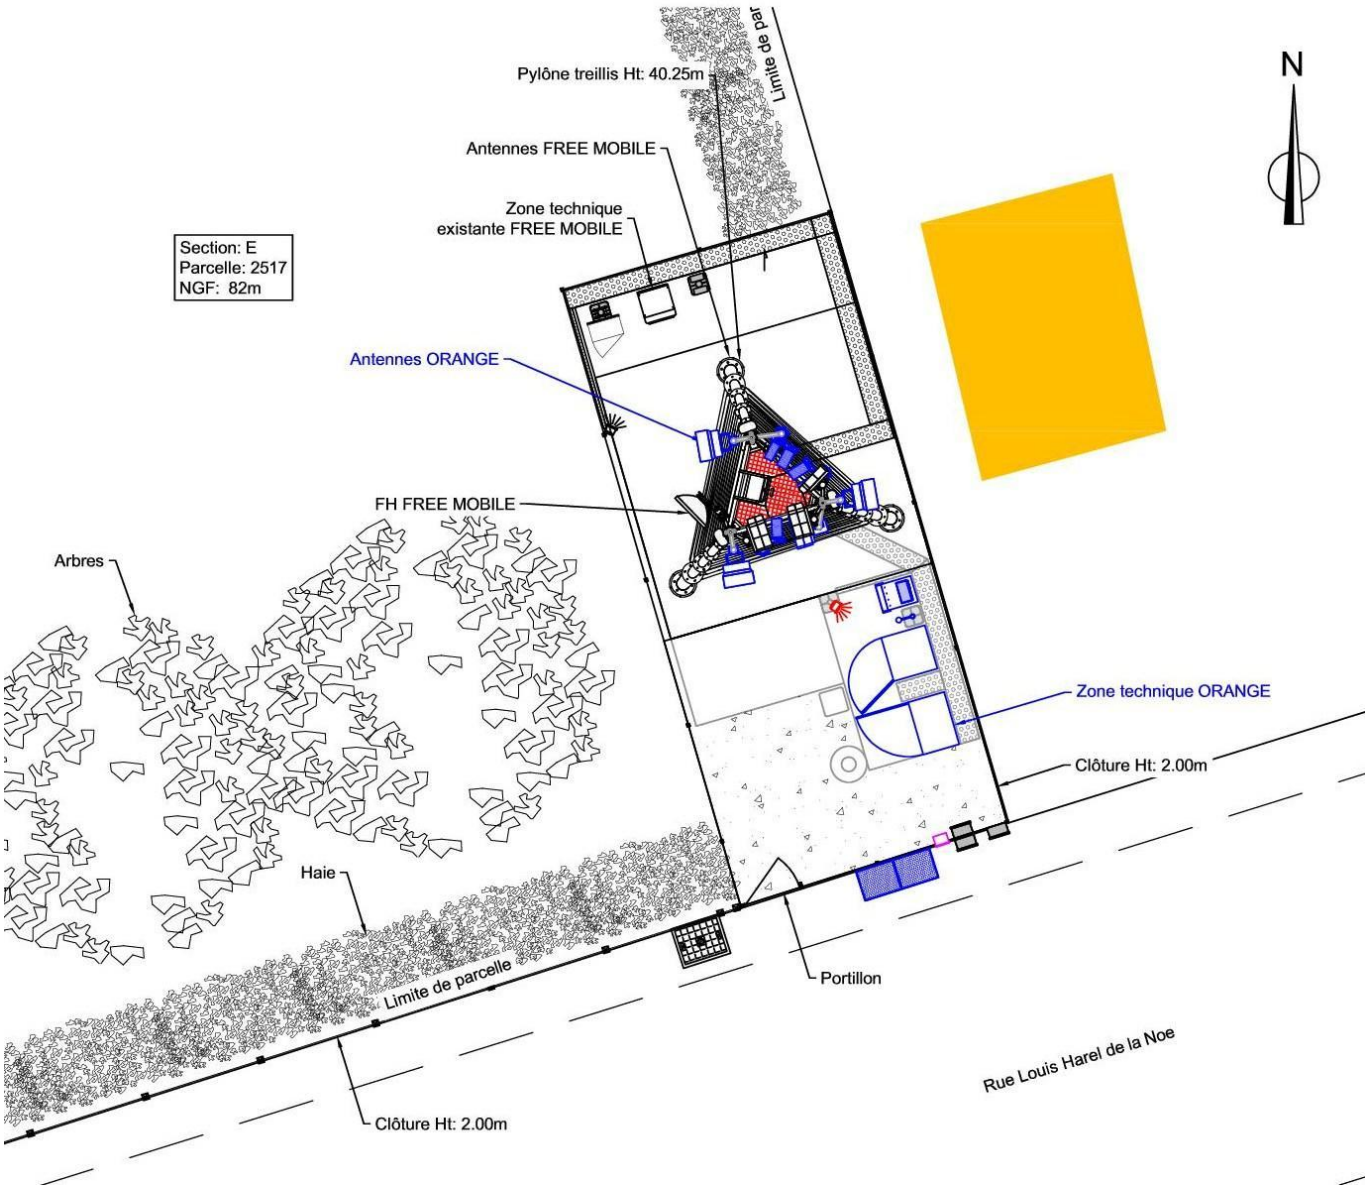 Pylône treillis Ht: 40.25m
Limite de par
N
Antennes FREE MOBILE
Zone technique
existante FREE MOBILE
Section: E
Parcelle: 2517
NGF: 82m
Antennes ORANGE
FH FREE MOBILE
Arbres
Zone technique ORANGE
Clôture Ht: 2.00m
Haie
Limite de parcelle
Portillon
Rue Louis Harel de la Noe
Clôture Ht: 2.00m